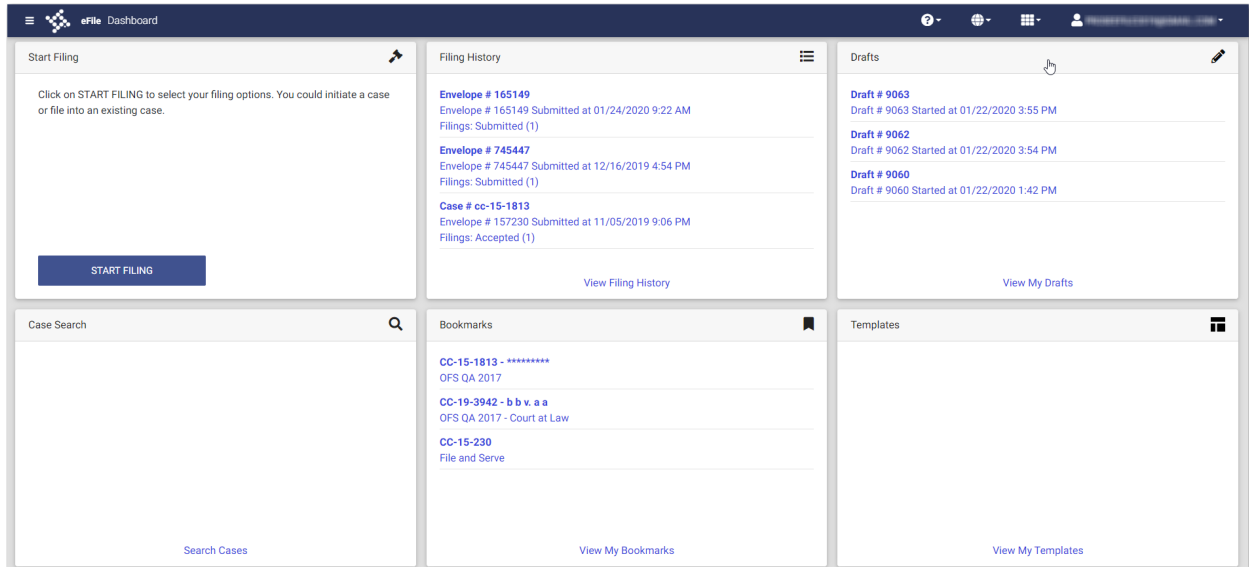 eFile Dashboard
Start Filing
Click on START FILING to select your filing options. You could initiate a case
or file into an existing case.
START FILING
Filing History
Envelope # 165149
Envelope # 165149 Submitted at 01/24/2020 9:22 AM
Filings: Submitted (1)
Envelope # 745447
Envelope # 745447 Submitted at 12/16/2019 4:54 PM
Filings: Submitted (1)
Case # cc-15-1813
Envelope # 157230 Submitted at 11/05/2019 9:06 PM
Filings: Accepted (1)
View Filing History
Drafts
Draft # 9063
Draft # 9063 Started at 01/22/2020 3:55 PM
Draft # 9062
Draft # 9062 Started at 01/22/2020 3:54 PM
Draft # 9060
Draft # 9060 Started at 01/22/2020 1:42 PM
View My Drafts
Case Search
Search Cases
Bookmarks
CC-15-1813 - *********
OFS QA 2017
CC-19-3942 - b b v. a a
OFS QA 2017 - Court at Law
CC-15-230
File and Serve
View My Bookmarks
Templates
View My Templates